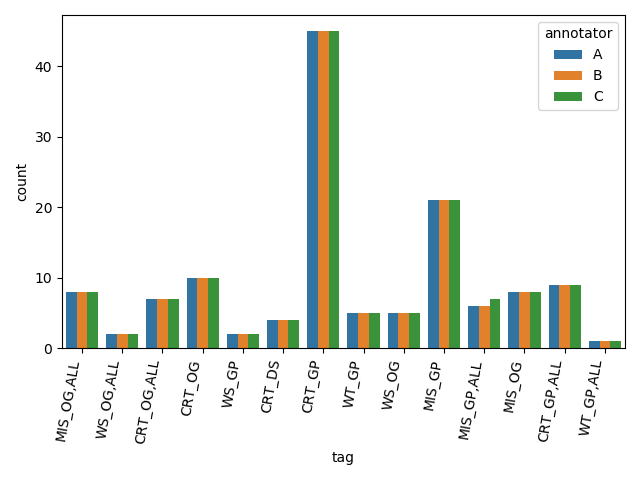 annotator
A
B
C
count
40
30
20
10
0
MIS_OG,ALL
WS_OG,ALL
CRT_OG,ALL
CRT_OG
WS_GP
CRT_DS
CRT_GP
WT_GP
WS_OG
MIS_GP
MIS_GP,ALL
MIS_OG
CRT_GP,ALL
WT_GP,ALL
tag